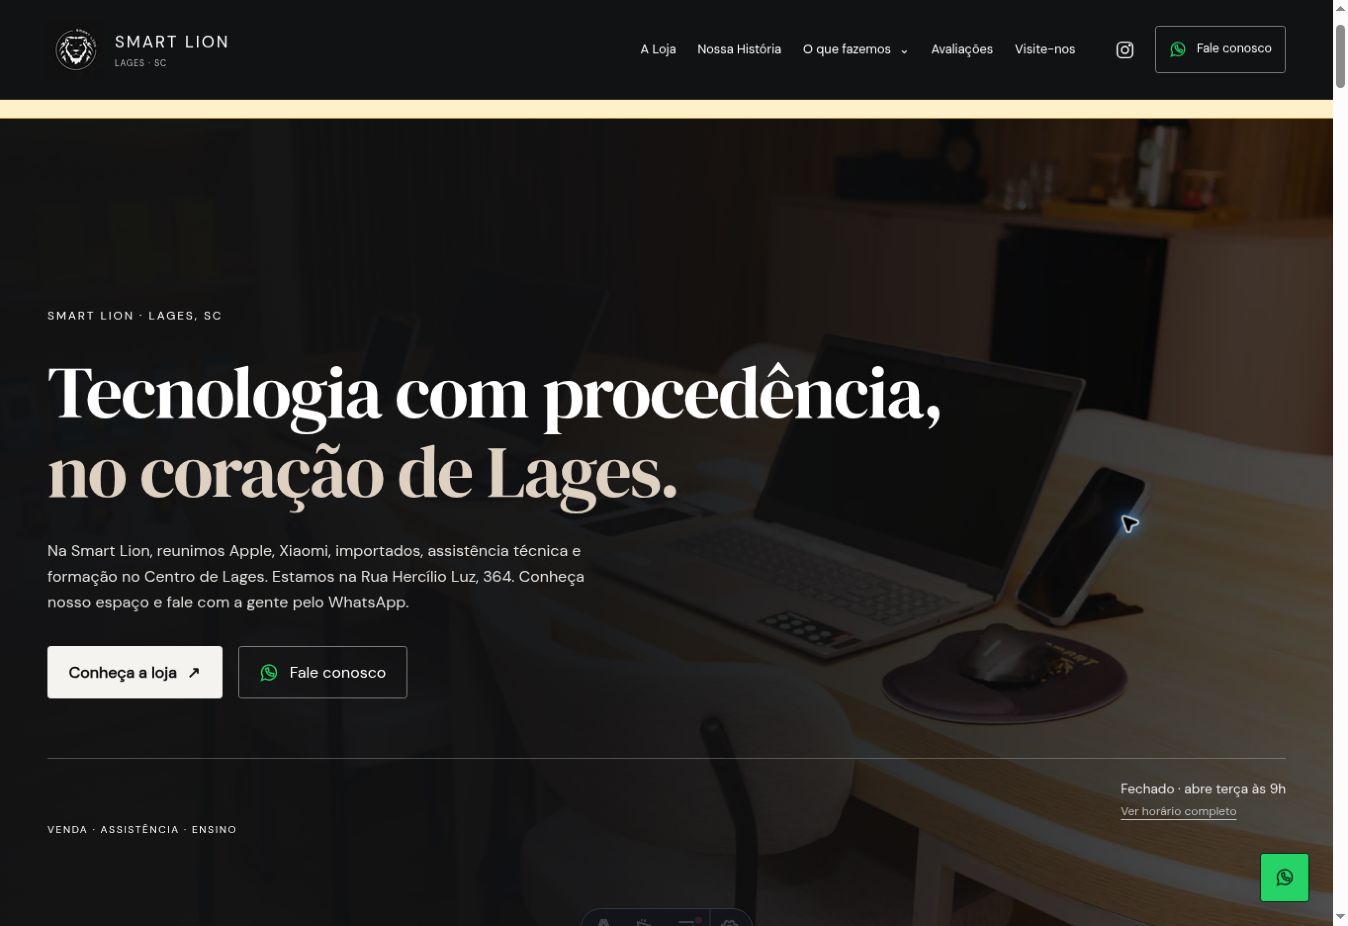 SMART LION
LAGES · SC
A Loja
Nossa História
O que fazemos
Avaliações
Visite-nos
Fale conosco
SMART LION · LAGES, SC
Tecnologia com procedência,
no coração de Lages.
Na Smart Lion, reunimos Apple, Xiaomi, importados, assistência técnica e
formação no Centro de Lages. Estamos na Rua Hercílio Luz, 364. Conheça
nosso espaço e fale com a gente pelo WhatsApp.
Conheça a loja ↗
Fale conosco
Fechado · abre terça às 9h
Ver horário completo
VENDA · ASSISTÊNCIA · ENSINO